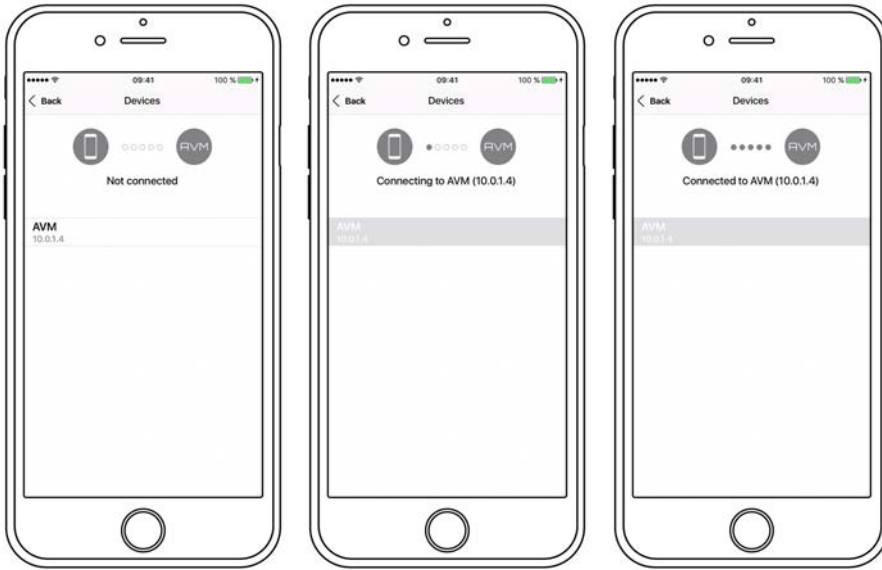 09:41
100 %
Back
Devices
AVM
Not connected
AVM
10.0.1.4
09:41
100 %
Back
Devices
AVM
Connecting to AVM (10.0.1.4)
AVM
10.0.1.4
09:41
100 %
Back
Devices
AVM
Connected to AVM (10.0.1.4)
AVM
10.0.1.4